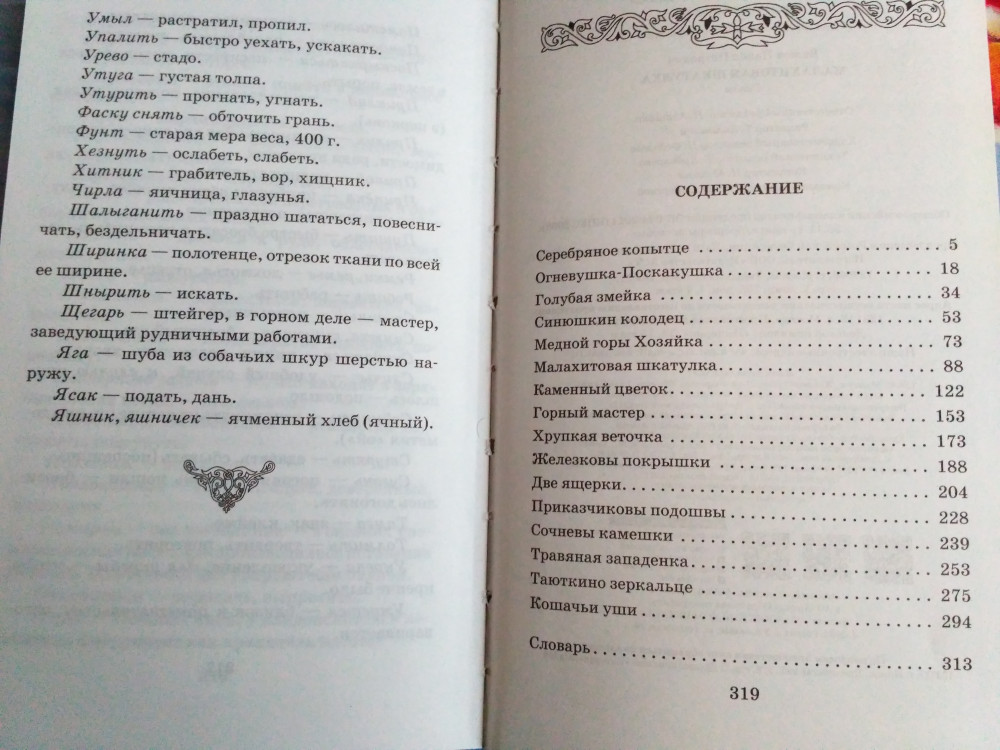 Умыл — растратил, пропил.
Упалить — быстро уехать, ускакать.
Урево — стадо.
Утуга — густая толпа.
Утурить — прогнать, угнать.
Фаску снять — обточить грань.
Фунт — старая мера веса, 400 г.
Хезнуть — ослабеть, слабеть.
Хитник — грабитель, вор, хищник.
Чирла — яичница, глазунья.
Шалыганить — праздно шататься, повесни-
чать, бездельничать.
Ширинка — полотенце, отрезок ткани по всей
ее ширине.
Шнырить — искать.
Щегарь — штейгер, в горном деле — мастер,
заведующий рудничными работами.
Яга — шуба из собачьих шкур шерстью на-
ружу.
Ясак — подать, дань.
Яшник, яшничек — ячменный хлеб (ячный).
СОДЕРЖАНИЕ
Серебряное копытце 5
Огневушка-Поскакушка 18
Голубая змейка 34
Синюшкин колодец 53
Медной горы Хозяйка 73
Малахитовая шкатулка 88
Каменный цветок 122
Горный мастер 153
Хрупкая веточка 173
Железковы покрышки 188
Две ящерки 204
Приказчиковы подошвы 228
Сочневы камешки 239
Травяная западенка 253
Таюткино зеркальце 275
Кошачьи уши 294
Словарь 313
319